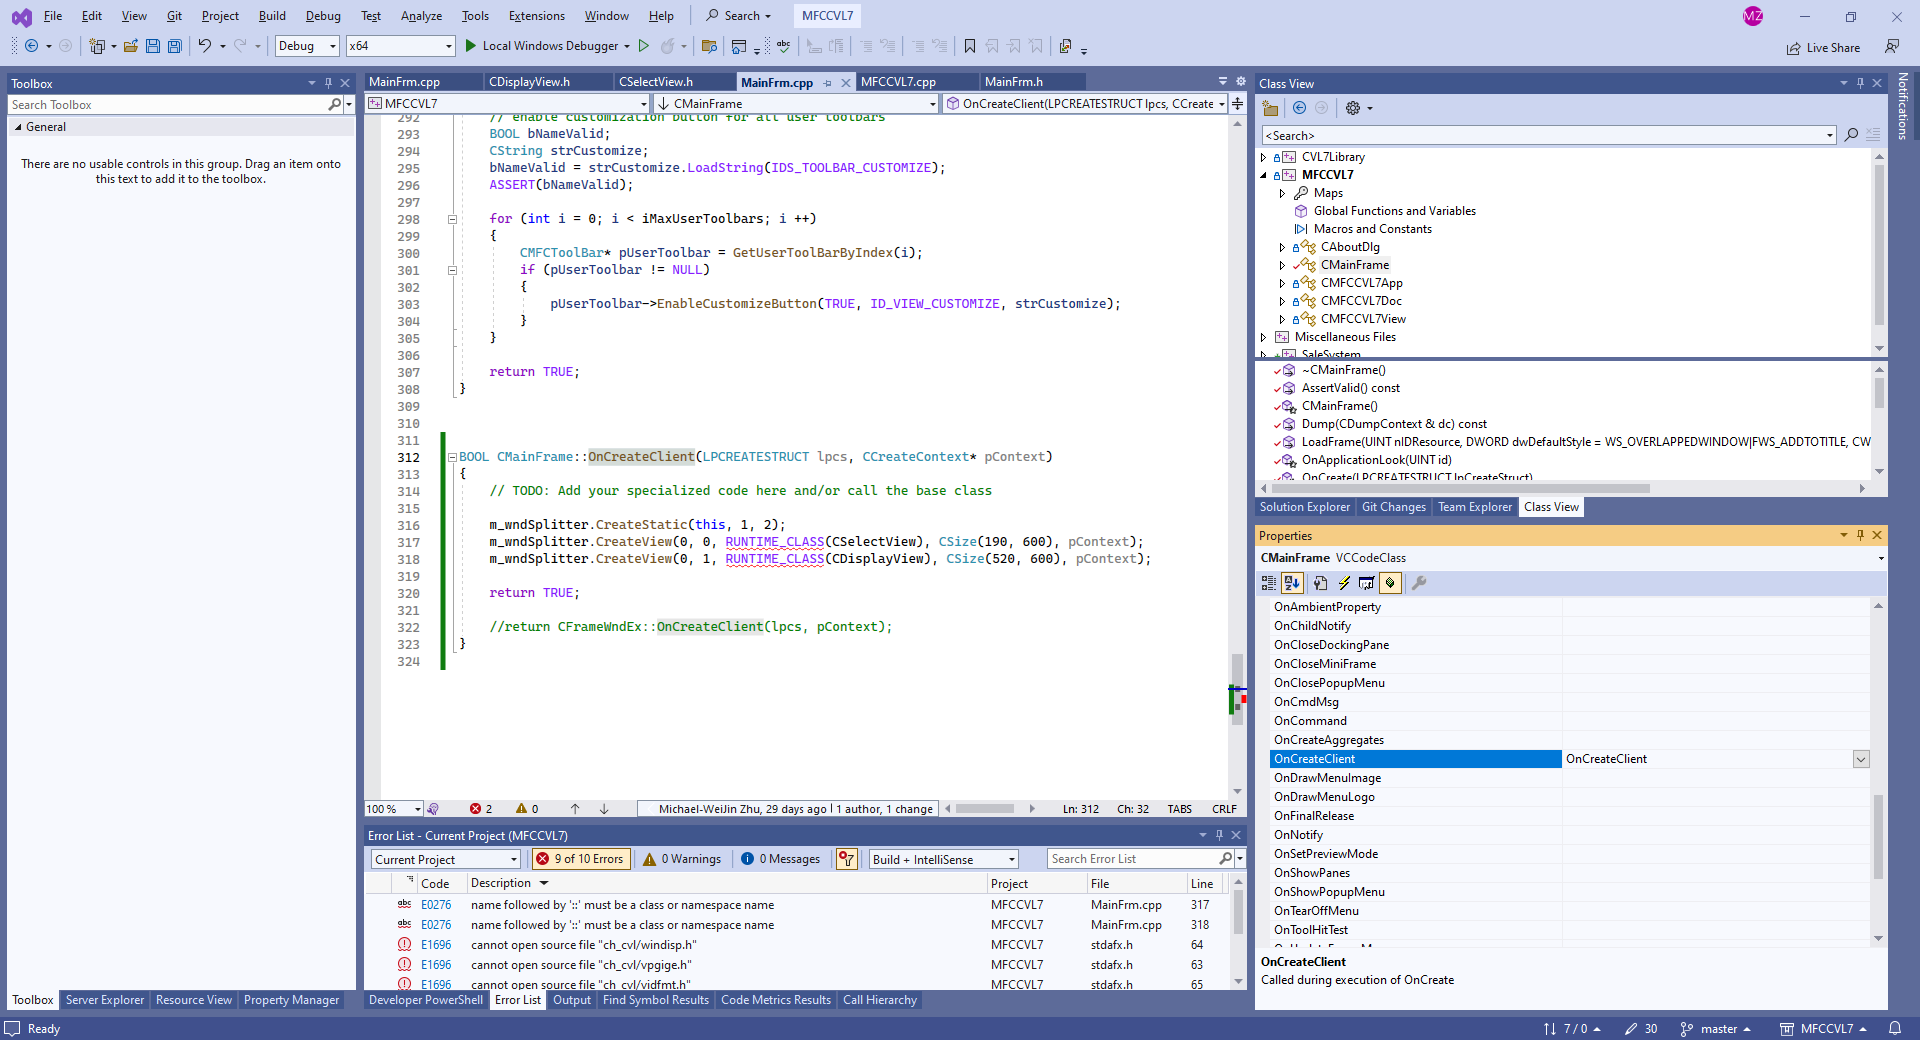 File Edit View Git Project Build Debug Test Analyze Tools Extensions Window Help Search MFCCVL7 MZ
Debug x64 Local Windows Debugger Live Share
Toolbox
Search Toolbox
General
There are no usable controls in this group. Drag an item onto
this text to add it to the toolbox.
MainFrm.cpp CDisplayView.h CSelectView.h MainFrm.cpp MFCCVL7.cpp MainFrm.h
MFCCVL7 CMainFrame OnCreateClient(LPCREATESTRUCT lpcs, CCreate
292 // enable customization button for all user toolbars
293 BOOL bNameValid;
294 CString strCustomize;
295 bNameValid = strCustomize.LoadString(IDS_TOOLBAR_CUSTOMIZE);
296 ASSERT(bNameValid);
297
298 for (int i = 0; i < iMaxUserToolbars; i ++)
299 {
300 CMFCToolBar* pUserToolbar = GetUserToolBarByIndex(i);
301 if (pUserToolbar != NULL)
302 {
303 pUserToolbar->EnableCustomizeButton(TRUE, ID_VIEW_CUSTOMIZE, strCustomize);
304 }
305 }
306
307 return TRUE;
308 }
309
310
311
312 BOOL CMainFrame::OnCreateClient(LPCREATESTRUCT lpcs, CCreateContext* pContext)
313 {
314 // TODO: Add your specialized code here and/or call the base class
315
316 m_wndSplitter.CreateStatic(this, 1, 2);
317 m_wndSplitter.CreateView(0, 0, RUNTIME_CLASS(CSelectView), CSize(190, 600), pContext);
318 m_wndSplitter.CreateView(0, 1, RUNTIME_CLASS(CDisplayView), CSize(520, 600), pContext);
319
320 return TRUE;
321
322 //return CFrameWndEx::OnCreateClient(lpcs, pContext);
323 }
324
100 % 2 0 Michael-WeiJin Zhu, 29 days ago | 1 author, 1 change Ln: 312 Ch: 32 TABS CRLF
Error List - Current Project (MFCCVL7)
Current Project 9 of 10 Errors 0 Warnings 0 Messages Build + IntelliSense Search Error List
Code Description Project File Line
abc E0276 name followed by '::' must be a class or namespace name MFCCVL7 MainFrm.cpp 317
abc E0276 name followed by '::' must be a class or namespace name MFCCVL7 MainFrm.cpp 318
E1696 cannot open source file "ch_cvl/windisp.h" MFCCVL7 stdafx.h 64
E1696 cannot open source file "ch_cvl/vpgige.h" MFCCVL7 stdafx.h 63
E1696 cannot open source file "ch_cvl/vidfmt.h" MFCCVL7 stdafx.h 65
Toolbox Server Explorer Resource View Property Manager
Developer PowerShell Error List Output Find Symbol Results Code Metrics Results Call Hierarchy
Class View
<Search>
CVL7Library
MFCCVL7
Maps
Global Functions and Variables
Macros and Constants
CAboutDlg
CMainFrame
CMFCCVL7App
CMFCCVL7Doc
CMFCCVL7View
Miscellaneous Files
SaleSystem
~CMainFrame()
AssertValid() const
CMainFrame()
Dump(CDumpContext & dc) const
LoadFrame(UINT nIDResource, DWORD dwDefaultStyle = WS_OVERLAPPEDWINDOW|FWS_ADDTOTITLE, CW
OnApplicationLook(UINT id)
OnCreate(LPCREATESTRUCT lpCreateStruct)
Solution Explorer Git Changes Team Explorer Class View
Properties
CMainFrame VCCodeClass
OnAmbientProperty
OnChildNotify
OnCloseDockingPane
OnCloseMiniFrame
OnClosePopupMenu
OnCmdMsg
OnCommand
OnCreateAggregates
OnCreateClient OnCreateClient
OnDrawMenuImage
OnDrawMenuLogo
OnFinalRelease
OnNotify
OnSetPreviewMode
OnShowPanes
OnShowPopupMenu
OnTearOffMenu
OnToolHitTest
OnCreateClient
Called during execution of OnCreate
Notifications
Ready 7 / 0 30 master MFCCVL7